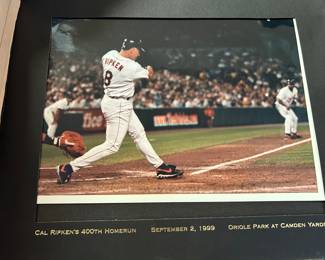 RIPKEN
8
CAL RIPKEN'S 400TH HOMERUN SEPTEMBER 2, 1999 ORIOLE PARK AT CAMDEN YARDS